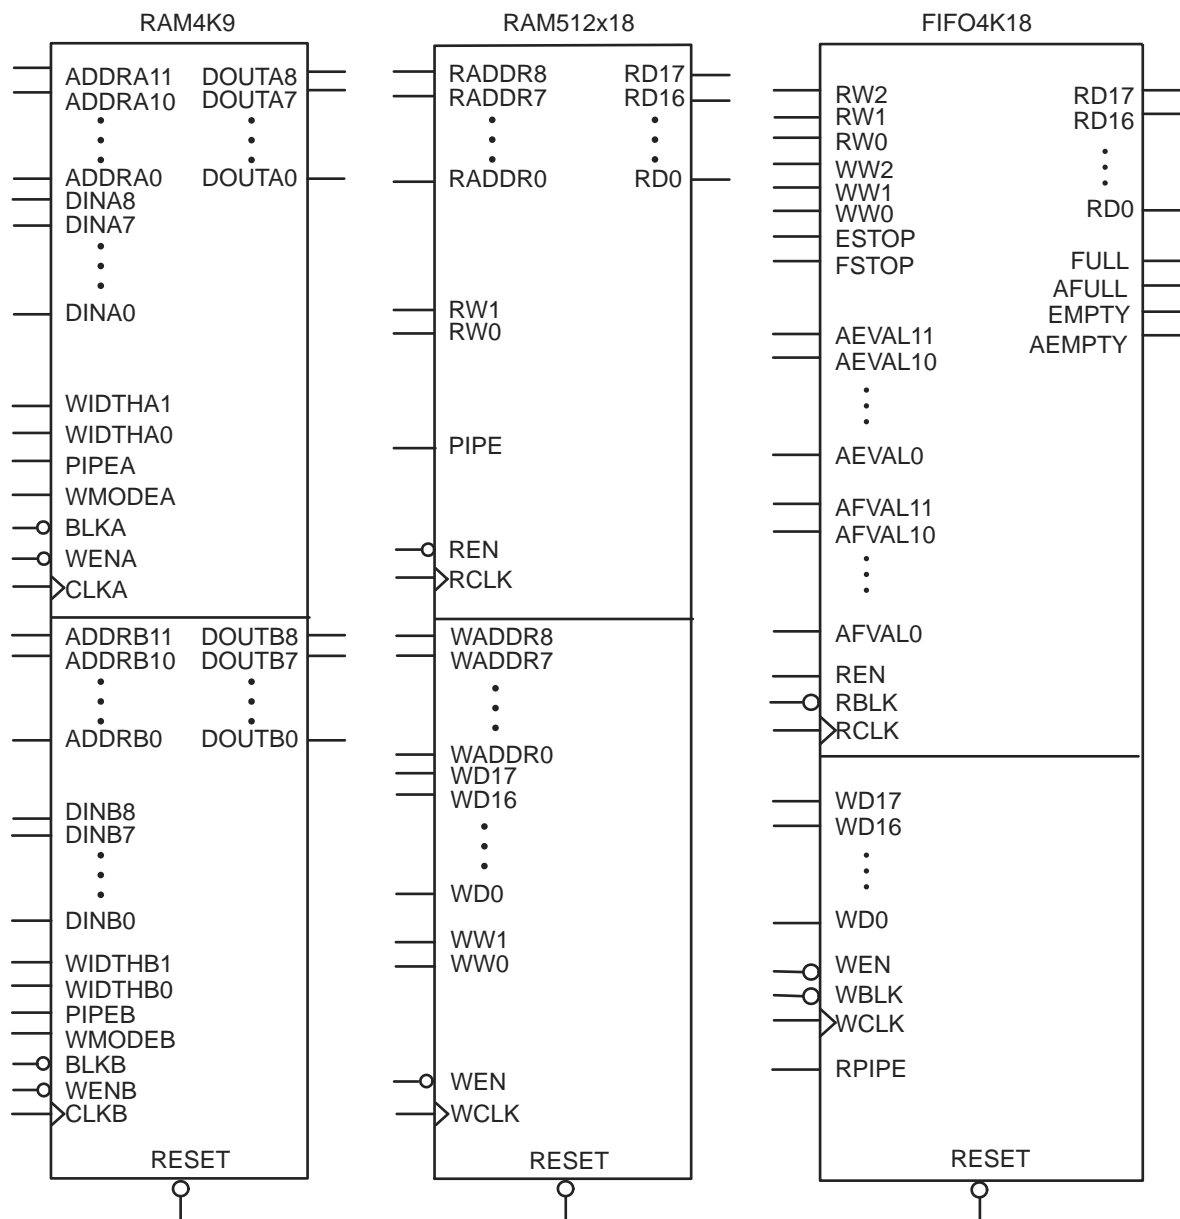 RAM4K9
ADDRA11 DOUTA8
ADDRA10 DOUTA7
ADDRA0 DOUTA0
DINA8
DINA7
DINA0
WIDTHA1
WIDTHA0
PIPEA
WMODEA
BLKA
WENA
CLKA
ADDRB11 DOUTB8
ADDRB10 DOUTB7
ADDRB0 DOUTB0
DINB8
DINB7
DINB0
WIDTHB1
WIDTHB0
PIPEB
WMODEB
BLKB
WENB
CLKB
RESET
RAM512x18
RADDR8 RD17
RADDR7 RD16
RADDR0 RD0
RW1
RW0
PIPE
REN
RCLK
WADDR8
WADDR7
WADDR0
WD17
WD16
WD0
WW1
WW0
WEN
WCLK
RESET
FIFO4K18
RW2 RD17
RW1 RD16
RW0
WW2
WW1
WW0 RD0
ESTOP
FSTOP FULL
AFULL
EMPTY
AEVAL11 AEMPTY
AEVAL10
AEVAL0
AFVAL11
AFVAL10
AFVAL0
REN
RBLK
RCLK
WD17
WD16
WD0
WEN
WBLK
WCLK
RPIPE
RESET